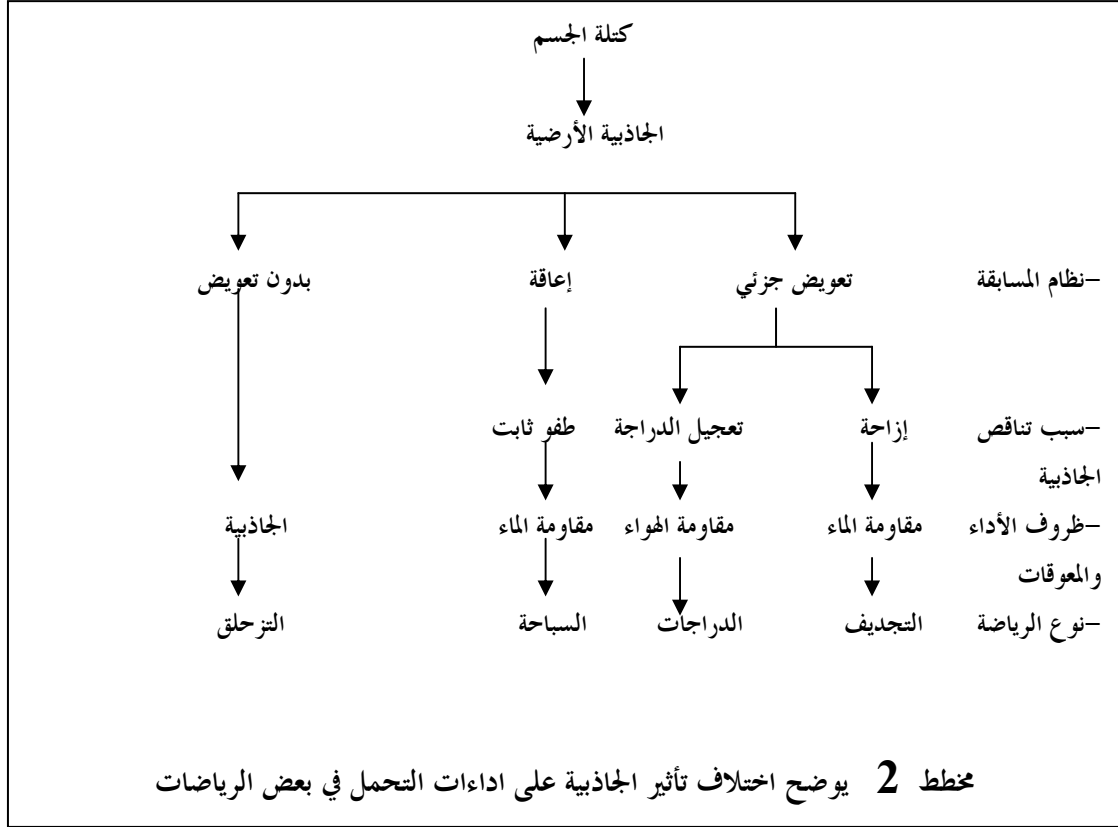 كتلة الجسم
الجاذبية الأرضية
–نظام المسابقة تعويض جزئي إعاقة بدون تعويض
–سبب تناقص إزاحة تعجيل الدراجة طفو ثابت
الجاذبية
–ظروف الأداء مقاومة الماء مقاومة الهواء مقاومة الماء الجاذبية
والمعوقات
–نوع الرياضة التجديف الدراجات السباحة التزحلق
مخطط 2 يوضح اختلاف تأثير الجاذبية على اداءات التحمل في بعض الرياضات